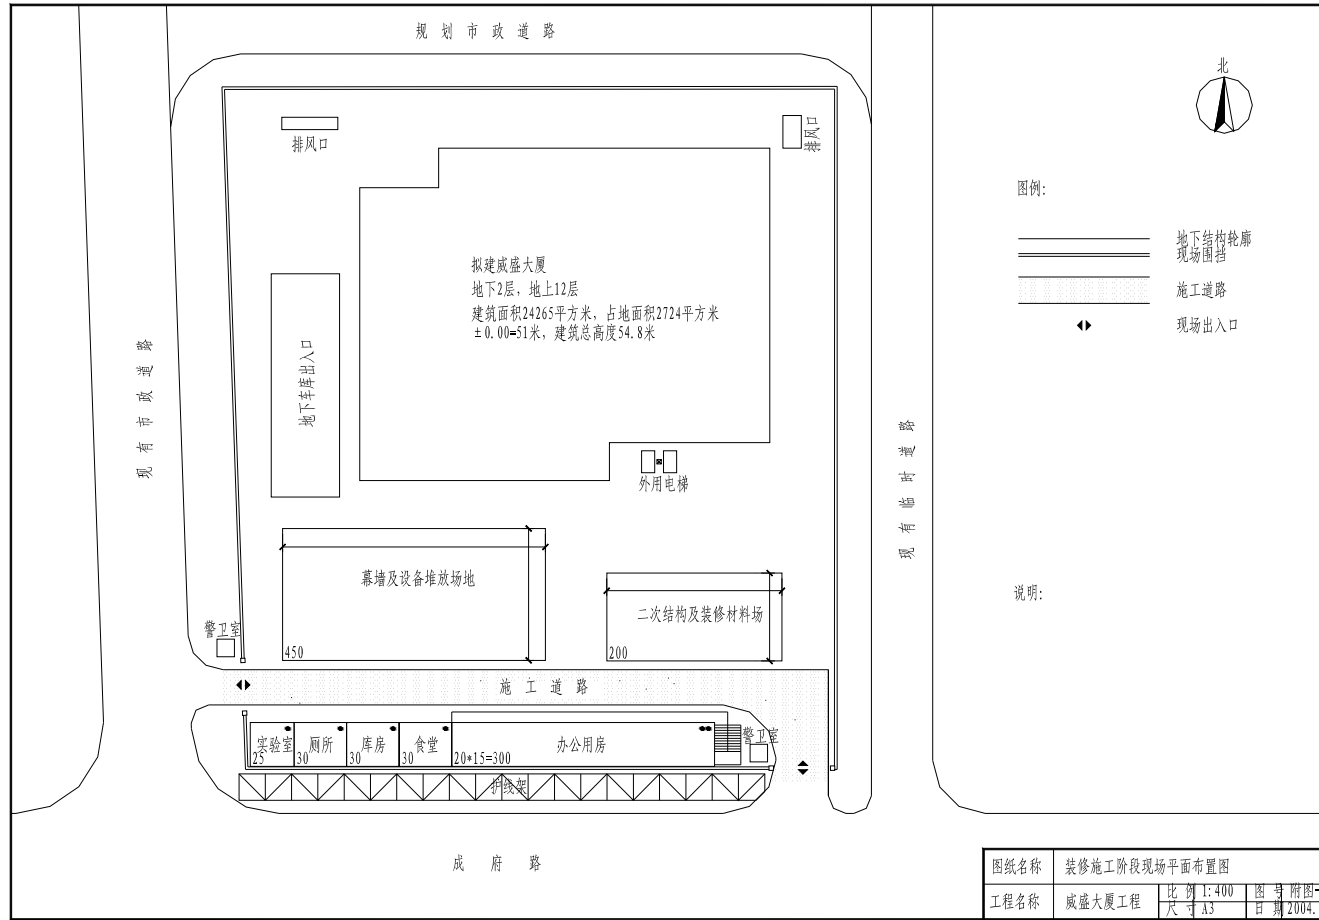 规划市政道路
北
排风口
排风口
图例:
地下结构轮廓
现场围挡
施工道路
现场出入口
拟建威盛大厦
地下2层，地上12层
建筑面积24265平方米，占地面积2724平方米
±0.00=51米，建筑总高度54.8米
地下车库出入口
现有市政道路
现有临时道路
外用电梯
幕墙及设备堆放场地
450
二次结构及装修材料场
200
说明:
警卫室
施工道路
实验室
25
厕所
30
库房
30
食堂
30
办公用房
20*15=300
警卫室
护线架
成府路
图纸名称 装修施工阶段现场平面布置图
工程名称 威盛大厦工程
比例 1:400 图号 附图-
尺寸 A3 日期 2004.